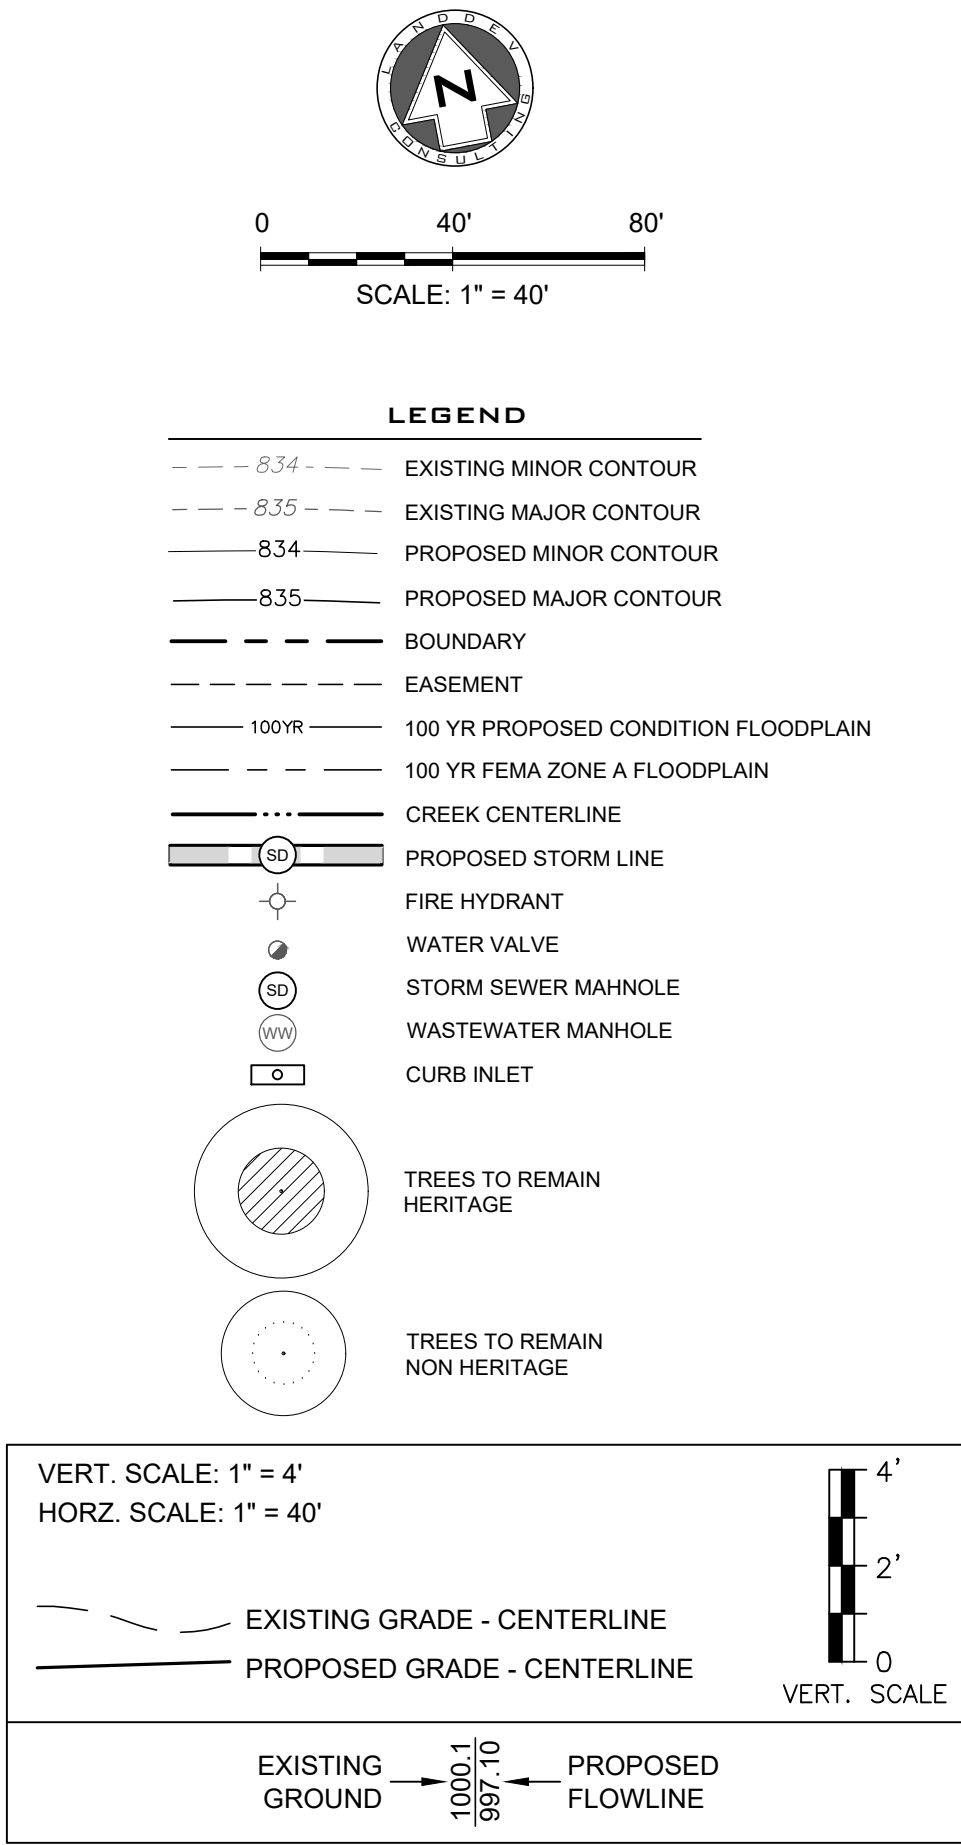 LANDDEV
N
CONSULTING
0 40' 80'
SCALE: 1" = 40'
LEGEND
834 EXISTING MINOR CONTOUR
835 EXISTING MAJOR CONTOUR
834 PROPOSED MINOR CONTOUR
835 PROPOSED MAJOR CONTOUR
BOUNDARY
EASEMENT
100YR 100 YR PROPOSED CONDITION FLOODPLAIN
100 YR FEMA ZONE A FLOODPLAIN
CREEK CENTERLINE
SD PROPOSED STORM LINE
FIRE HYDRANT
WATER VALVE
SD STORM SEWER MAHNOLE
WW WASTEWATER MANHOLE
CURB INLET
TREES TO REMAIN
HERITAGE
TREES TO REMAIN
NON HERITAGE
VERT. SCALE: 1" = 4'
HORZ. SCALE: 1" = 40'
EXISTING GRADE - CENTERLINE
PROPOSED GRADE - CENTERLINE
4'
2'
0
VERT. SCALE
EXISTING
GROUND
1000.1
997.10
PROPOSED
FLOWLINE